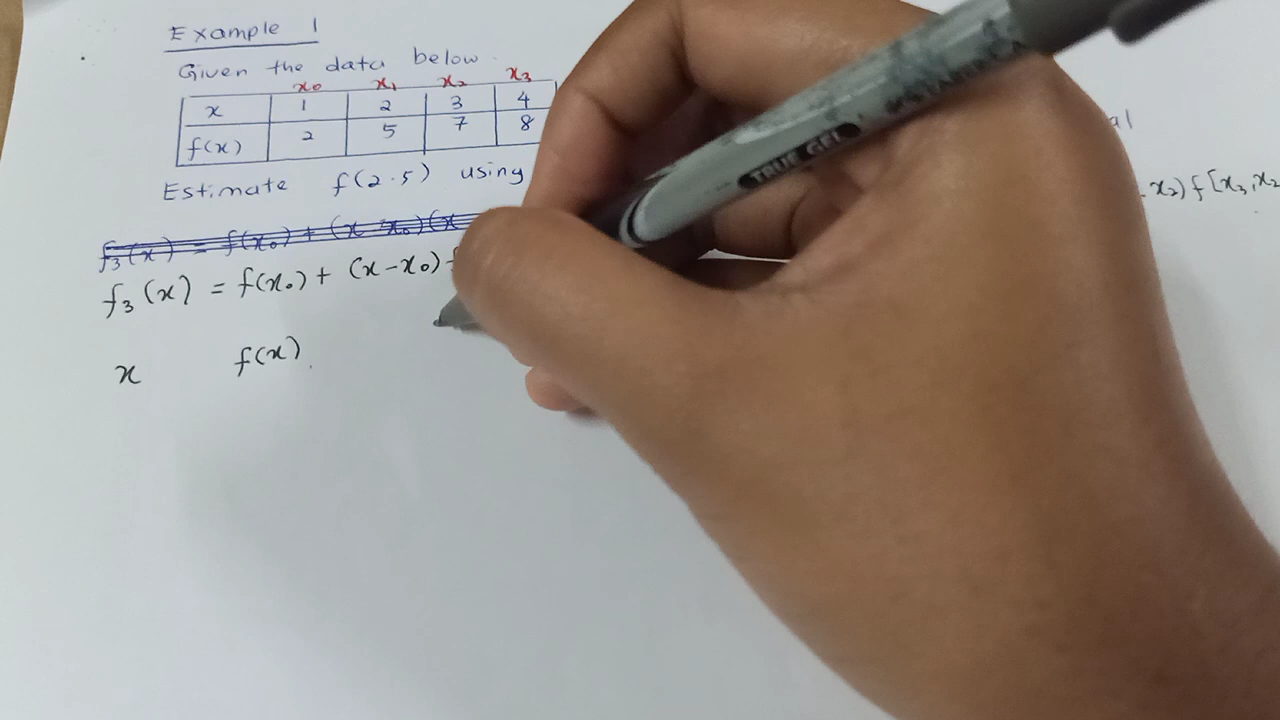 Example 1
Given the data below.
x₀ x₁ x₂ x₃
x 1 2 3 4
f(x) 2 5 7 8
Estimate f(2.5) using
f₃(x) = f(x₀) + (x-x₀)(x
f₃(x) = f(x₀) + (x-x₀)
x₂) f[x₃,x₂
x f(x)
TRUE GEL